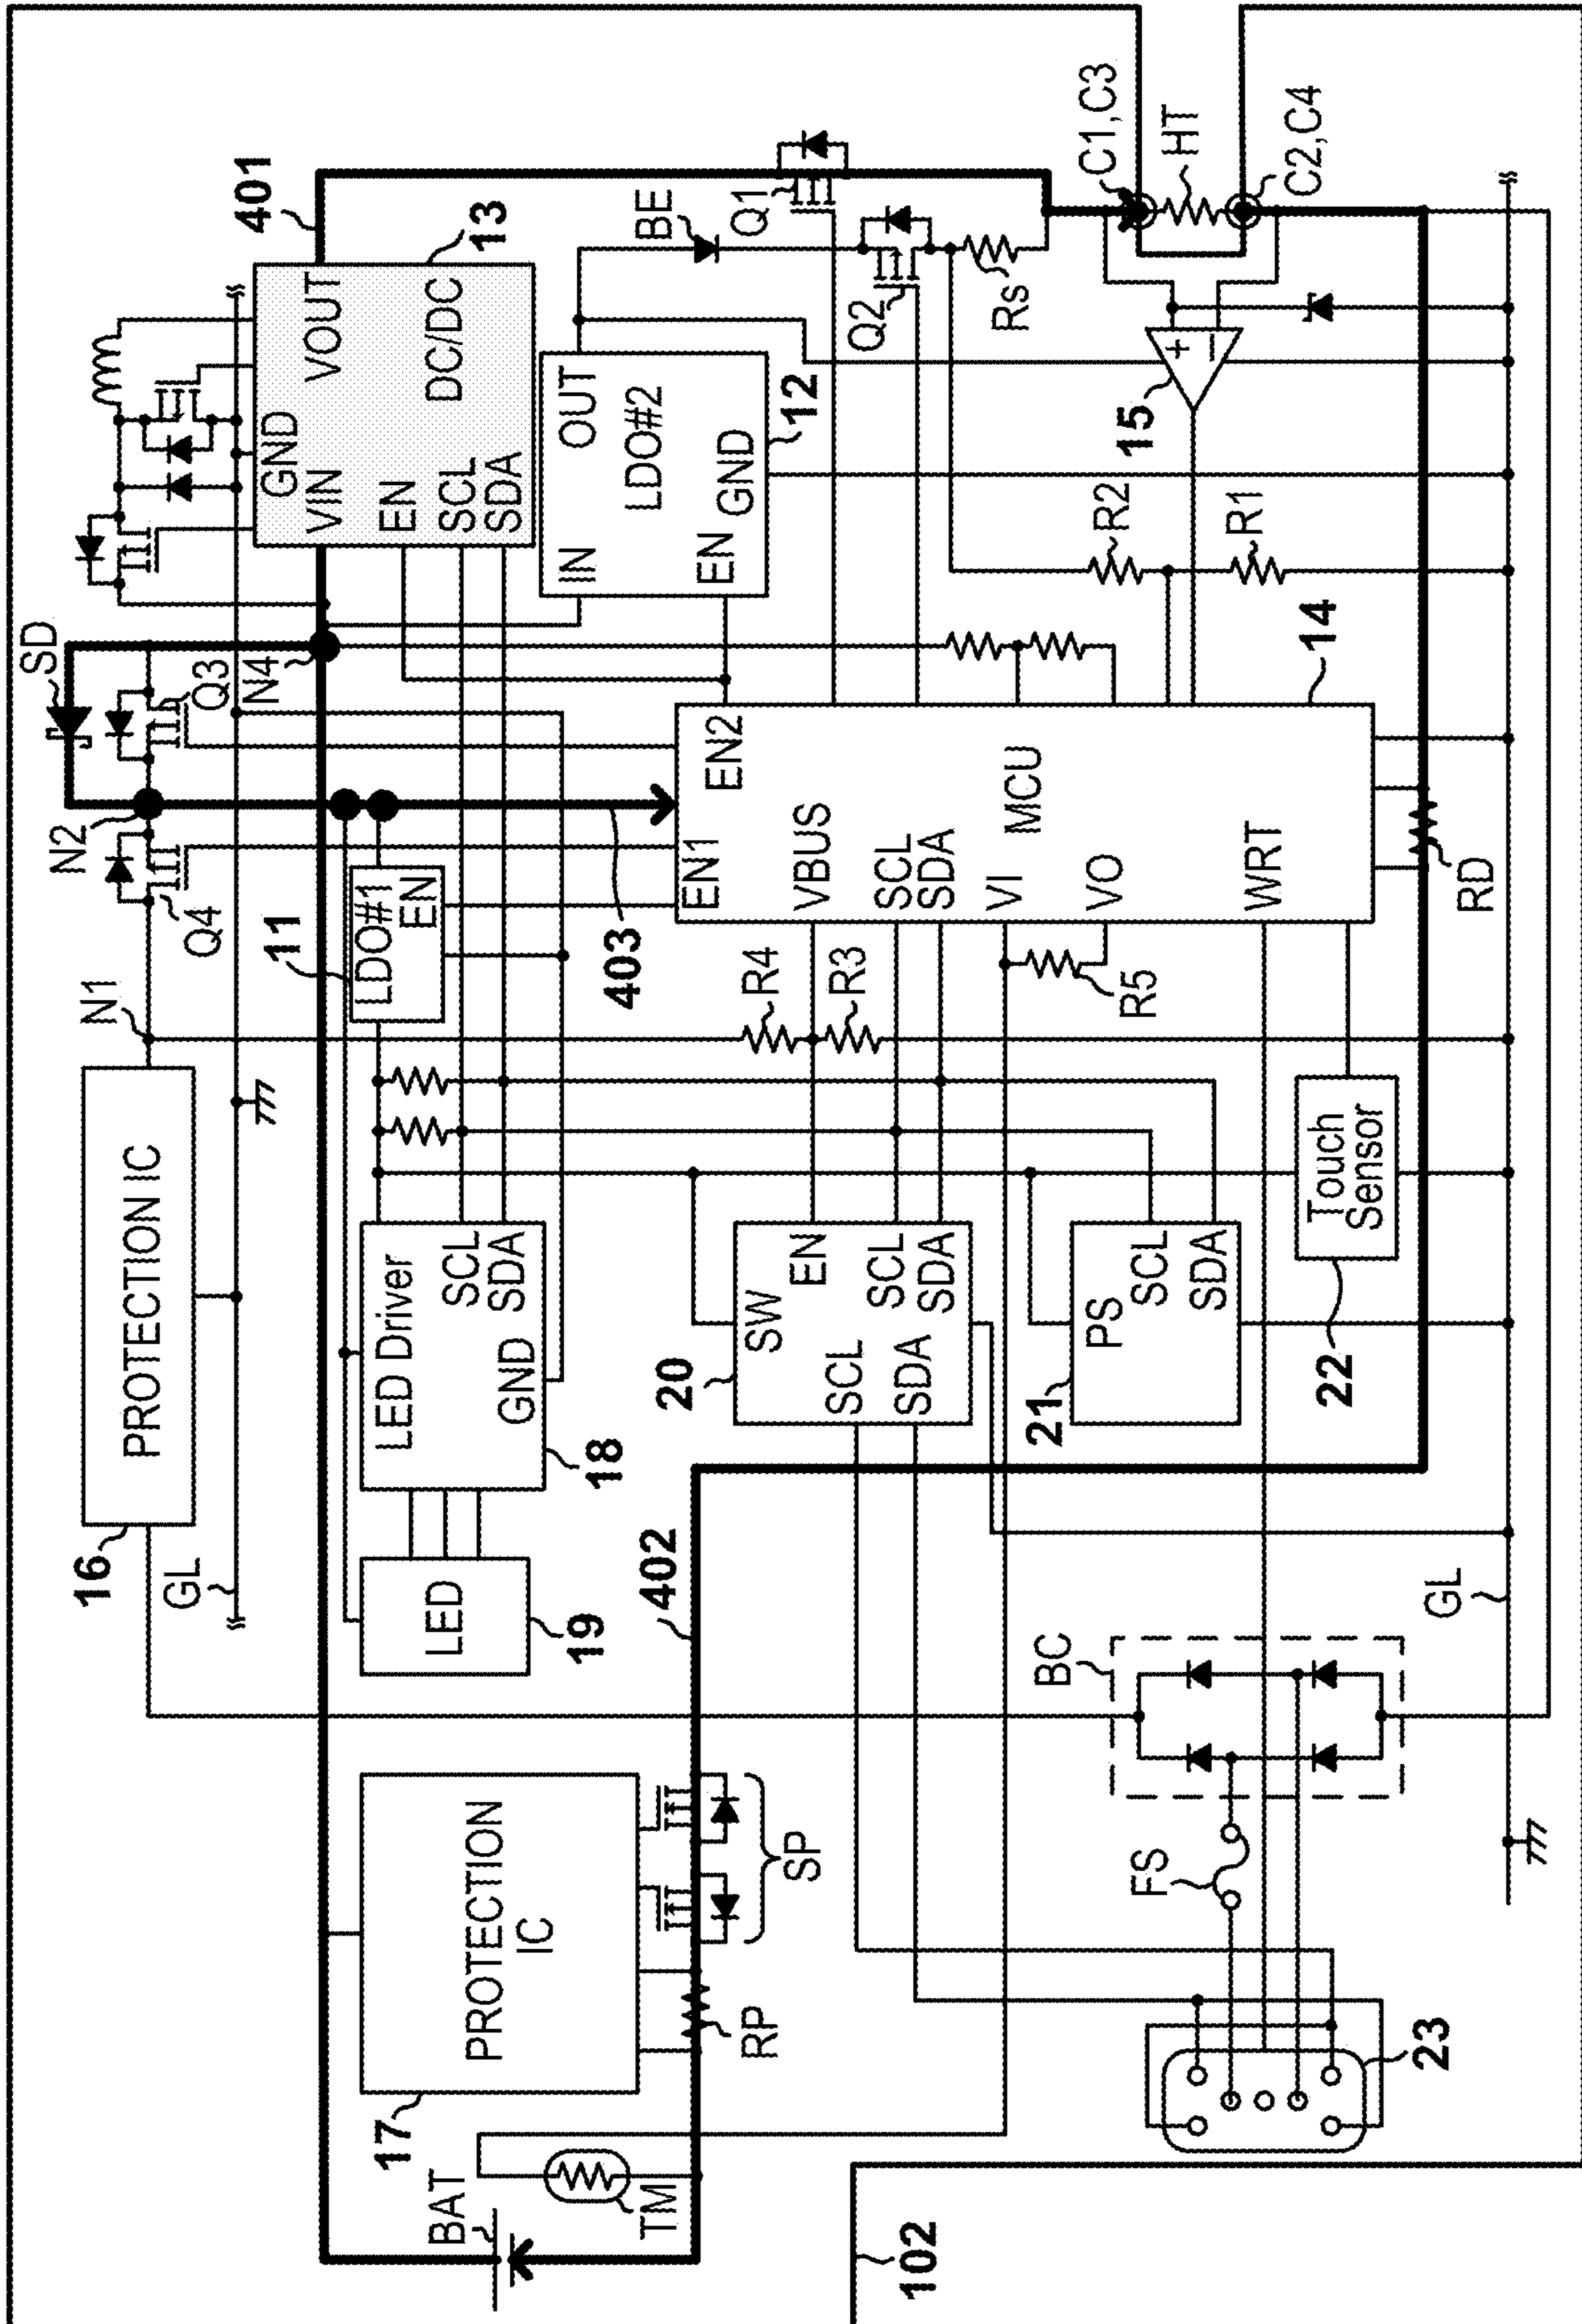 401
13
SD
Q3
N4
N2
Q4
11
N1
16
GL
PROTECTION IC
VOUT
GND
VIN
DC/DC
EN
SCL
SDA
BE
Q1
Q2
Rs
OUT
LDO#2
IN
EN
GND
12
C1,C3
HT
C2,C4
15
R2
R1
14
LDO#1
EN
403
EN1
EN2
VBUS
SCL
SDA
VI
MCU
VO
WRT
R4
R3
R5
RD
LED Driver
SCL
SDA
GND
18
LED
19
402
20
SW
EN
SCL
SDA
SCL
SDA
21
PS
SCL
SDA
22
Touch
Sensor
GL
BC
FS
23
PROTECTION
IC
17
SP
RP
BAT
TM
102